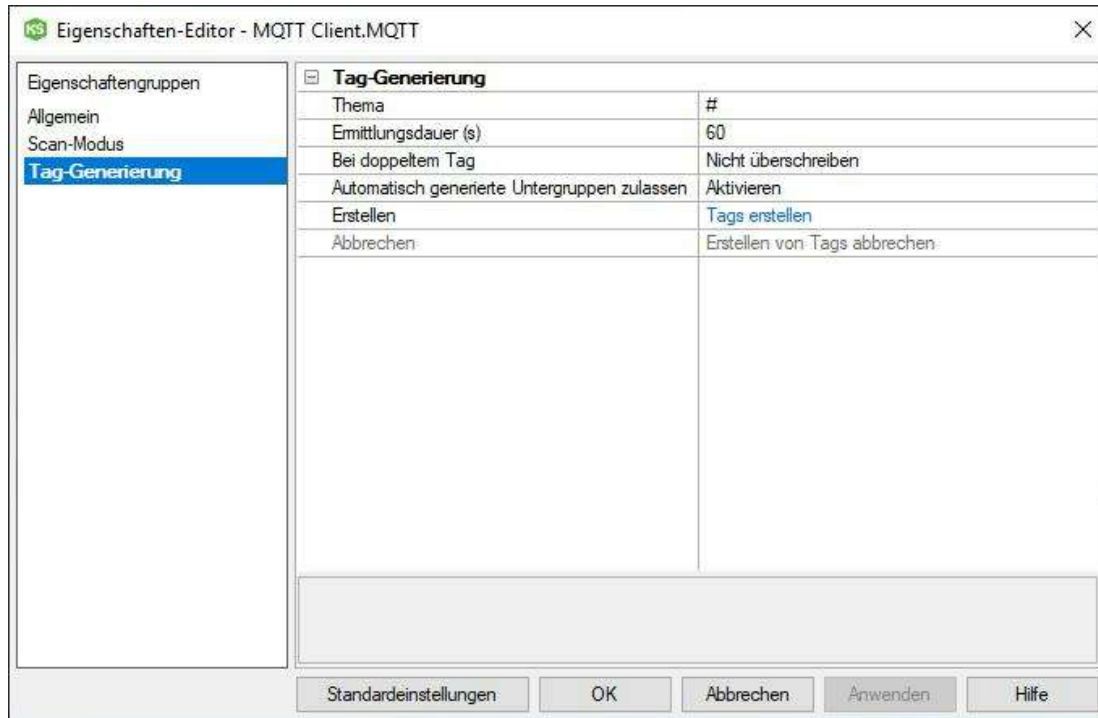 KS Eigenschaften-Editor - MQTT Client.MQTT
Eigenschaftengruppen
Allgemein
Scan-Modus
Tag-Generierung
Tag-Generierung
Thema #
Ermittlungsdauer (s) 60
Bei doppeltem Tag Nicht überschreiben
Automatisch generierte Untergruppen zulassen Aktivieren
Erstellen Tags erstellen
Abbrechen Erstellen von Tags abbrechen
Standardeinstellungen OK Abbrechen Anwenden Hilfe